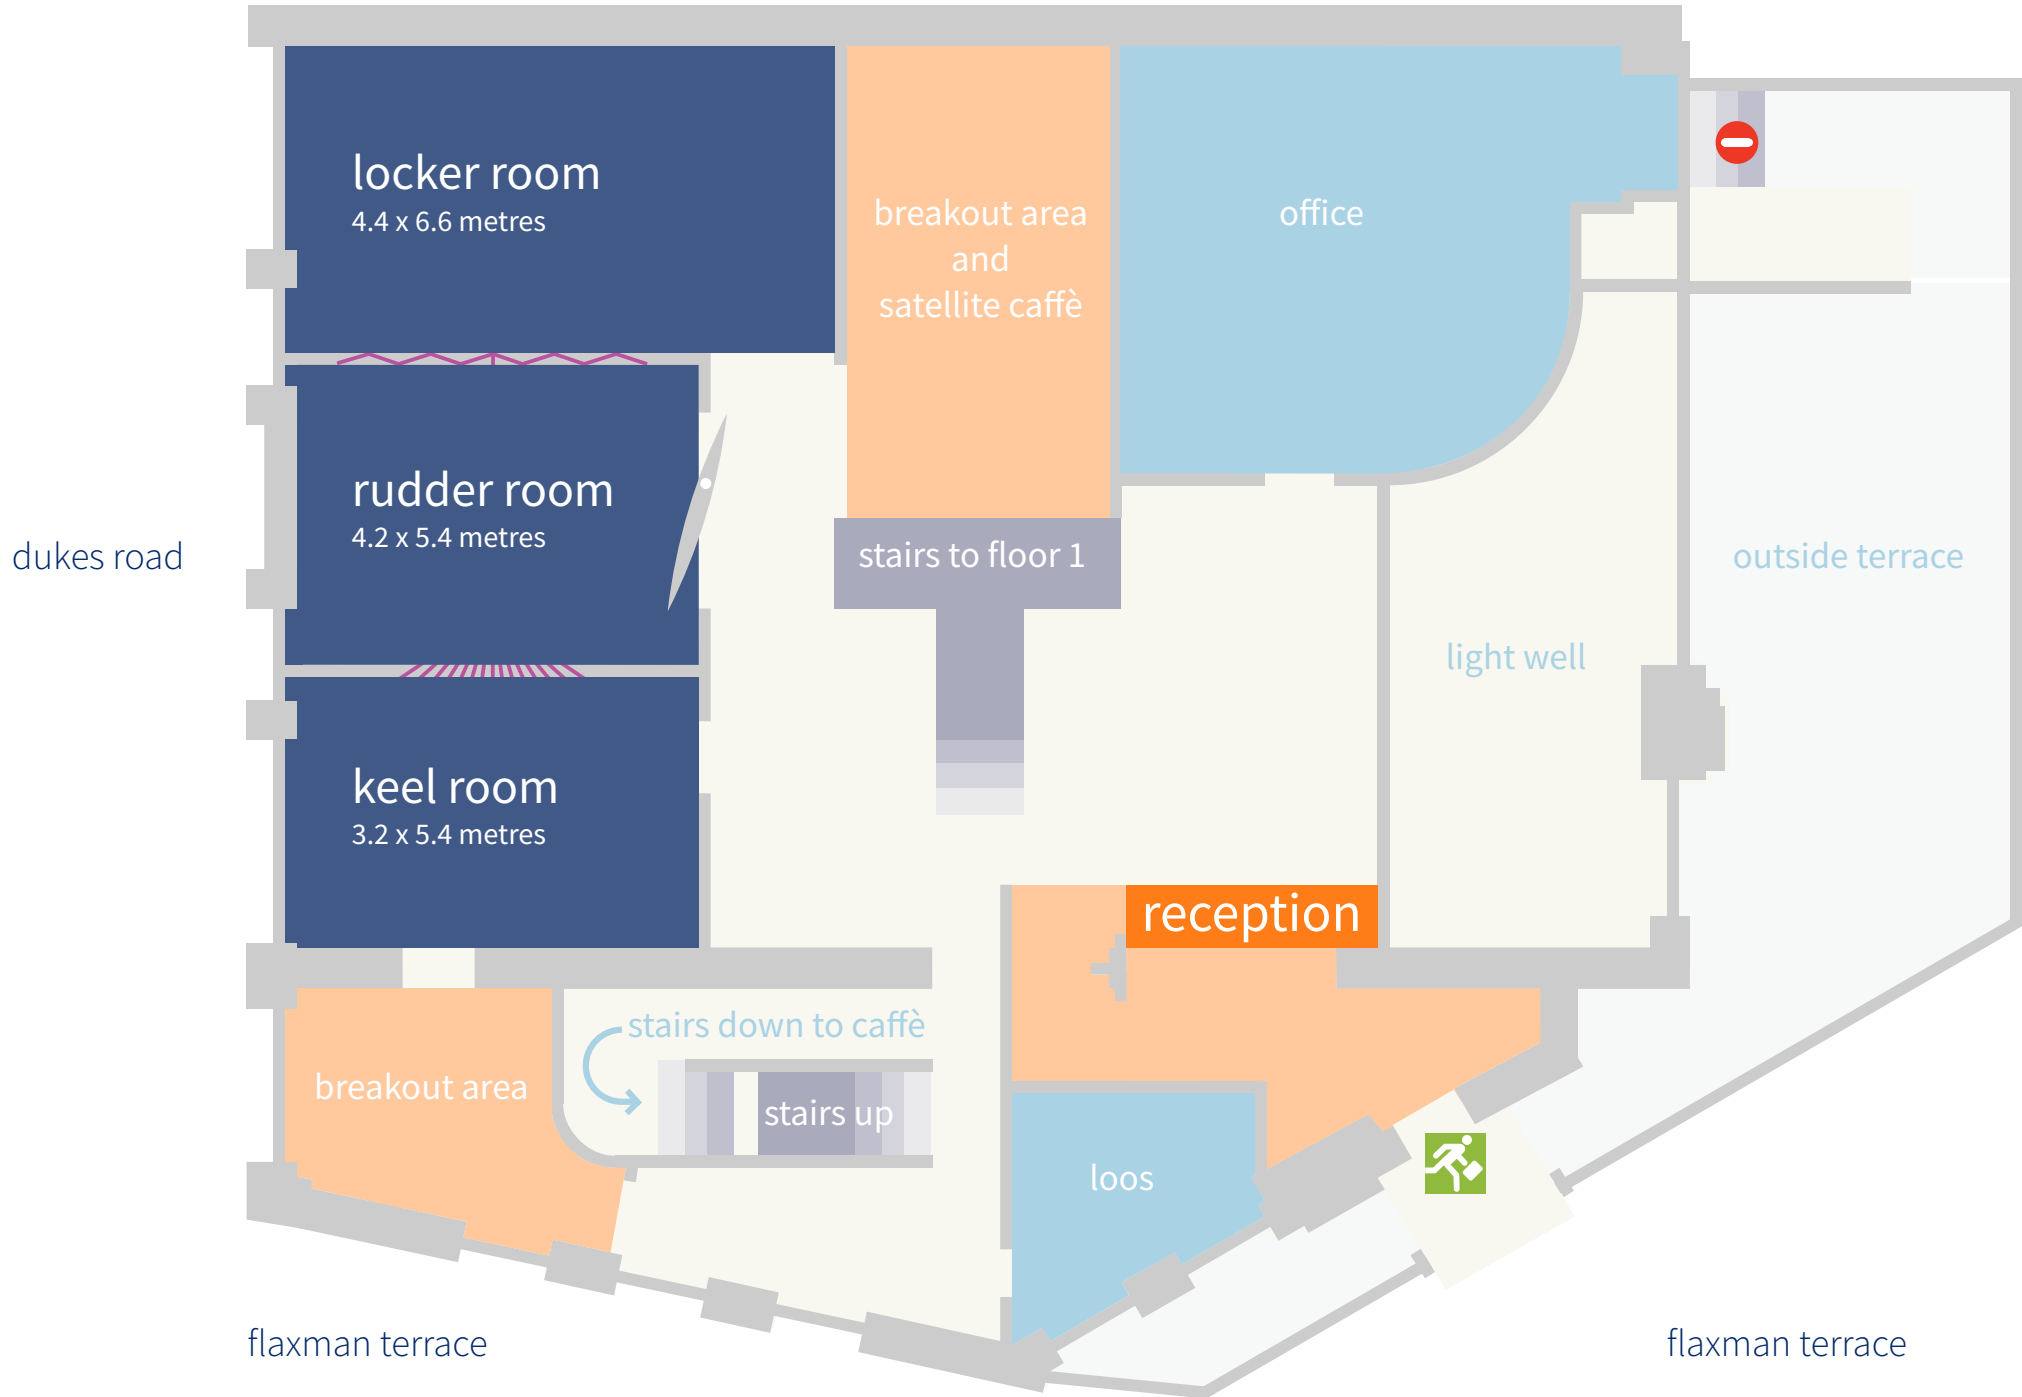 locker room
4.4 x 6.6 metres
breakout area
and
satellite caffè
office
rudder room
4.2 x 5.4 metres
dukes road
stairs to floor 1
outside terrace
light well
keel room
3.2 x 5.4 metres
reception
stairs down to caffè
breakout area
stairs up
loos
flaxman terrace
flaxman terrace